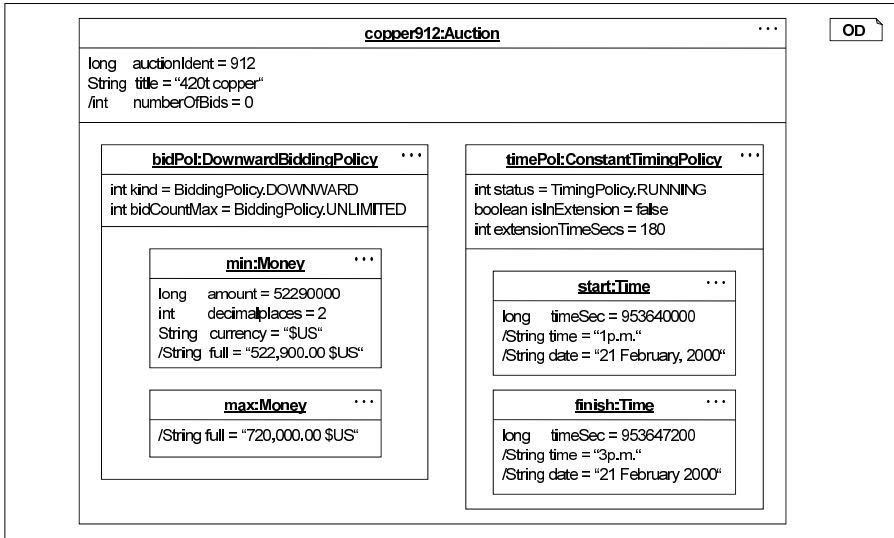 copper912:Auction ...
OD
long auctionIdent = 912
String title = “420t copper“
/int numberOfBids = 0
bidPol:DownwardBiddingPolicy ...
int kind = BiddingPolicy.DOWNWARD
int bidCountMax = BiddingPolicy.UNLIMITED
min:Money ...
long amount = 52290000
int decimalplaces = 2
String currency = “$US“
/String full = “522,900.00 $US“
max:Money ...
/String full = “720,000.00 $US“
timePol:ConstantTimingPolicy ...
int status = TimingPolicy.RUNNING
boolean isInExtension = false
int extensionTimeSecs = 180
start:Time ...
long timeSec = 953640000
/String time = “1p.m.“
/String date = “21 February, 2000“
finish:Time ...
long timeSec = 953647200
/String time = “3p.m.“
/String date = “21 February 2000“